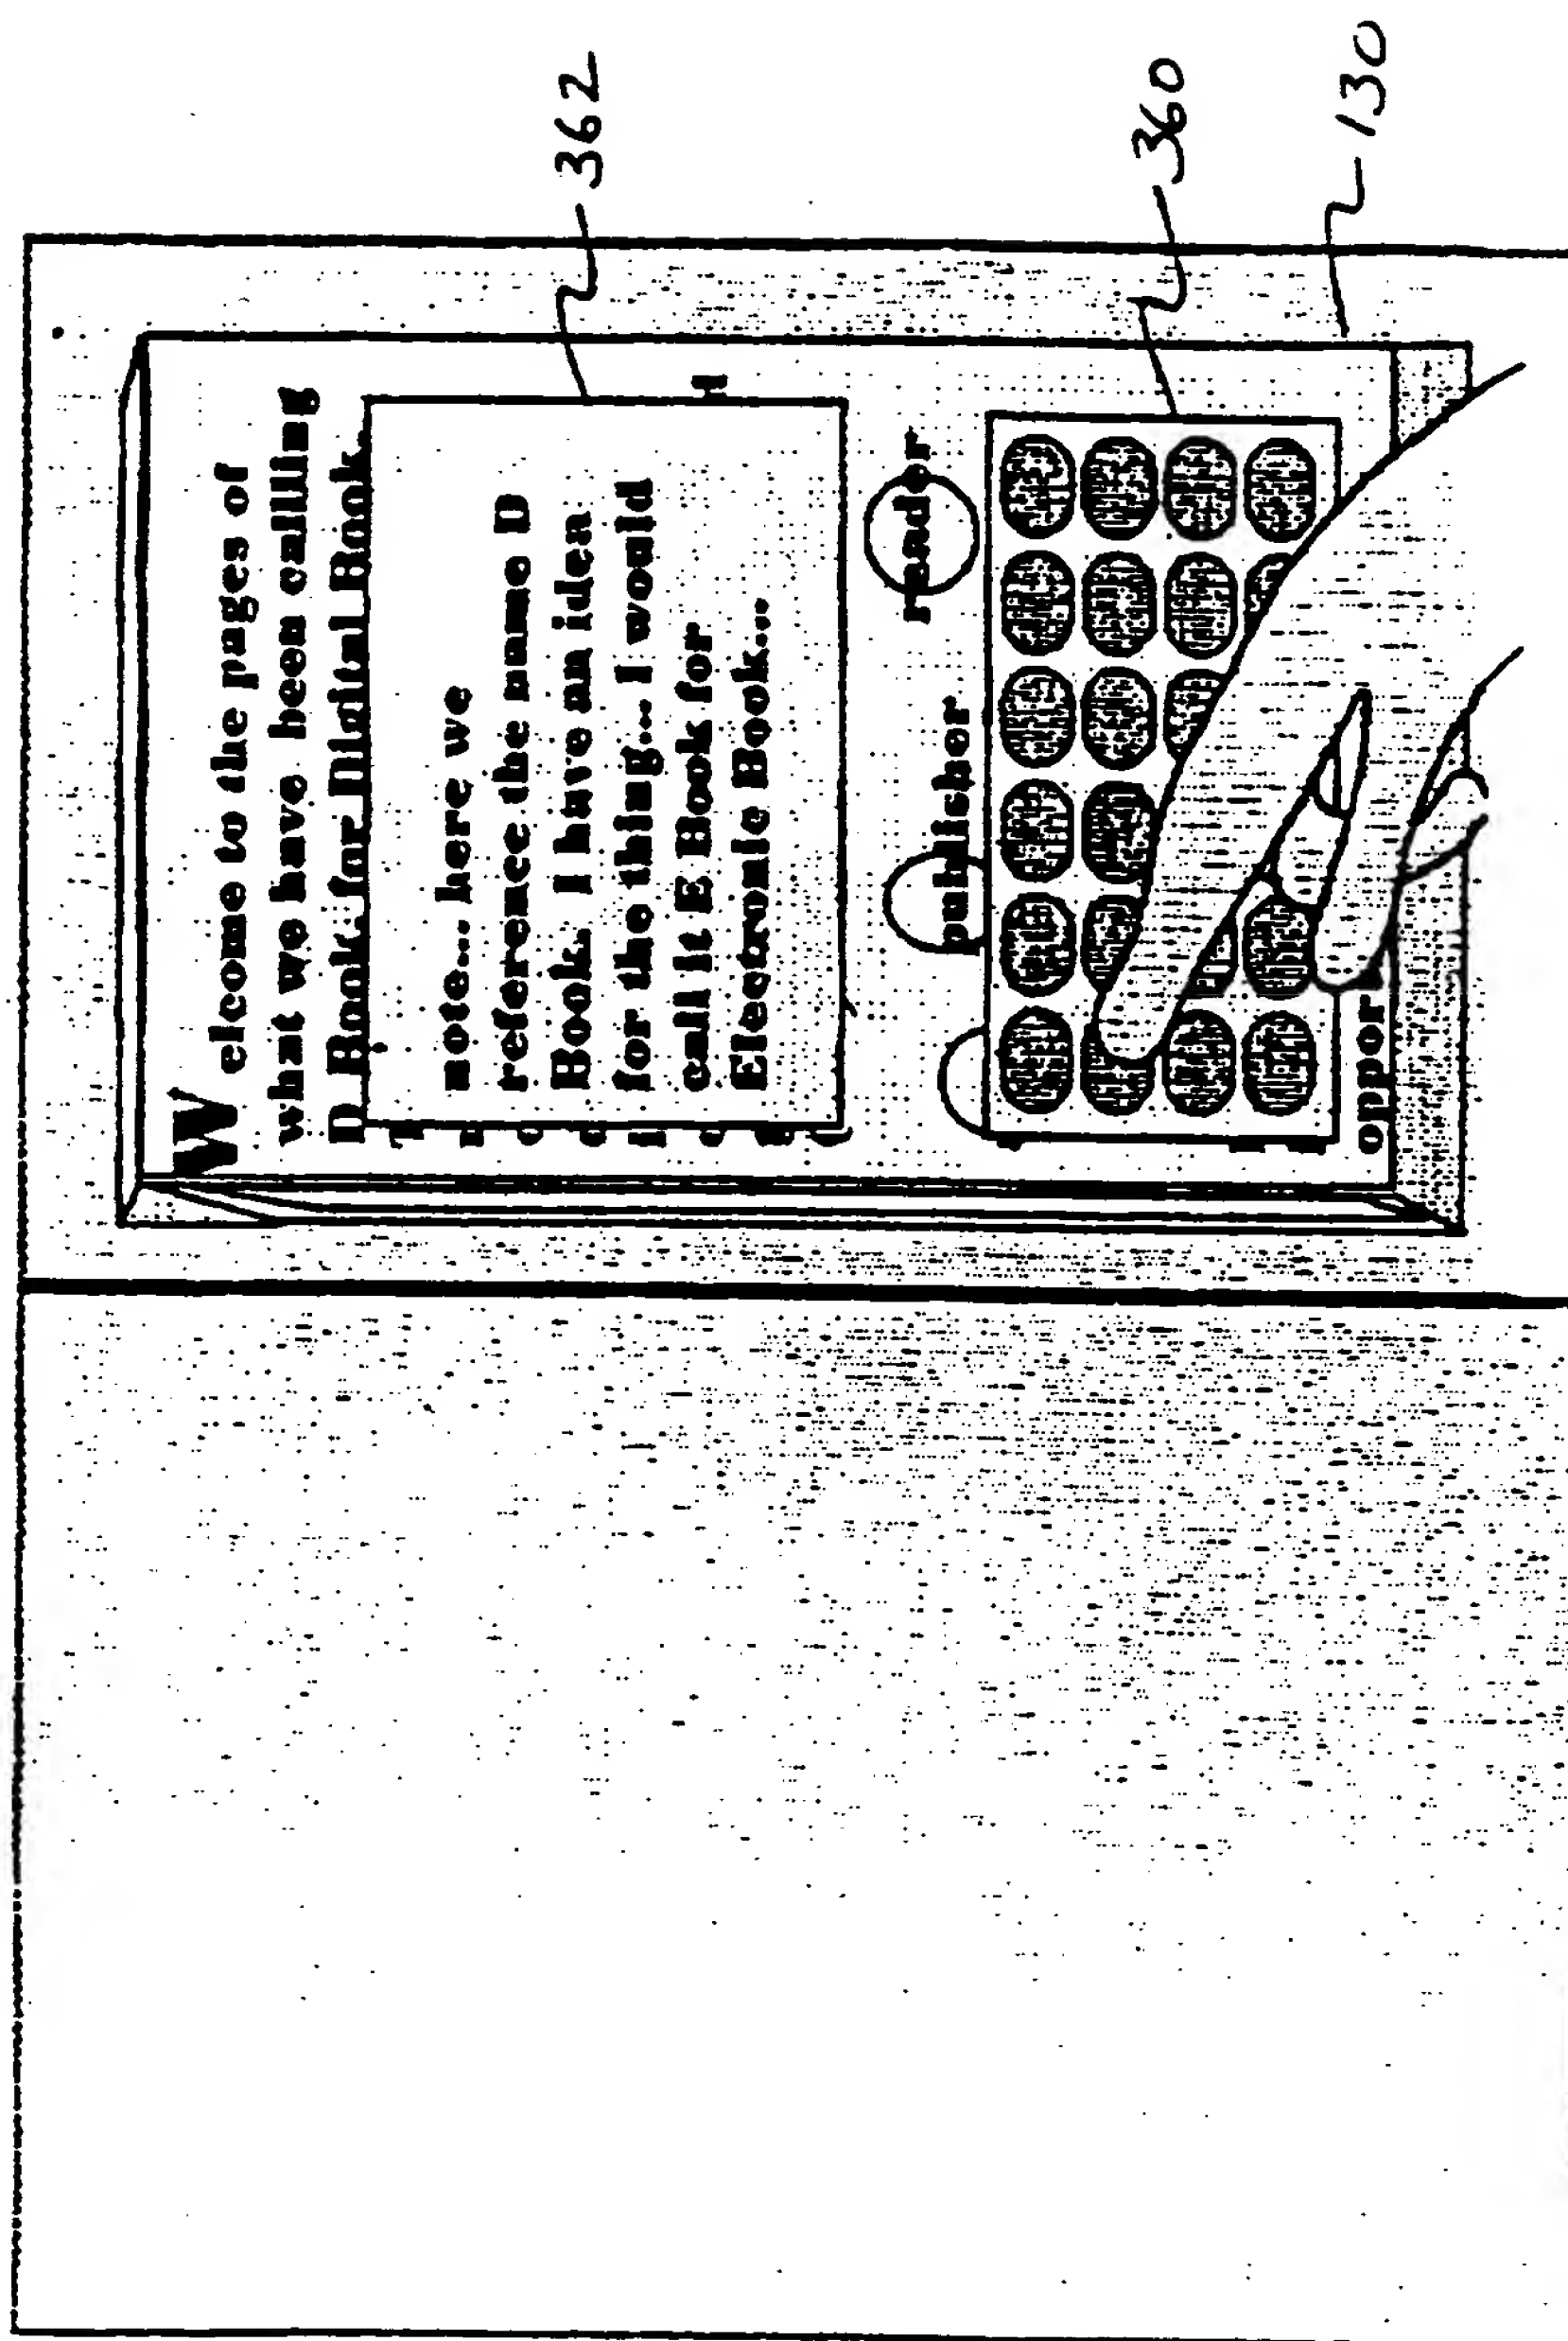 Welcome to the pages of
what we have been callling
D Book, for Digital Book.
note... here we
reference the name D
Book. I have an idea
for the thing... I would
call it E Book for
Electronic Book...
publisher
reader
oppor
362
360
130